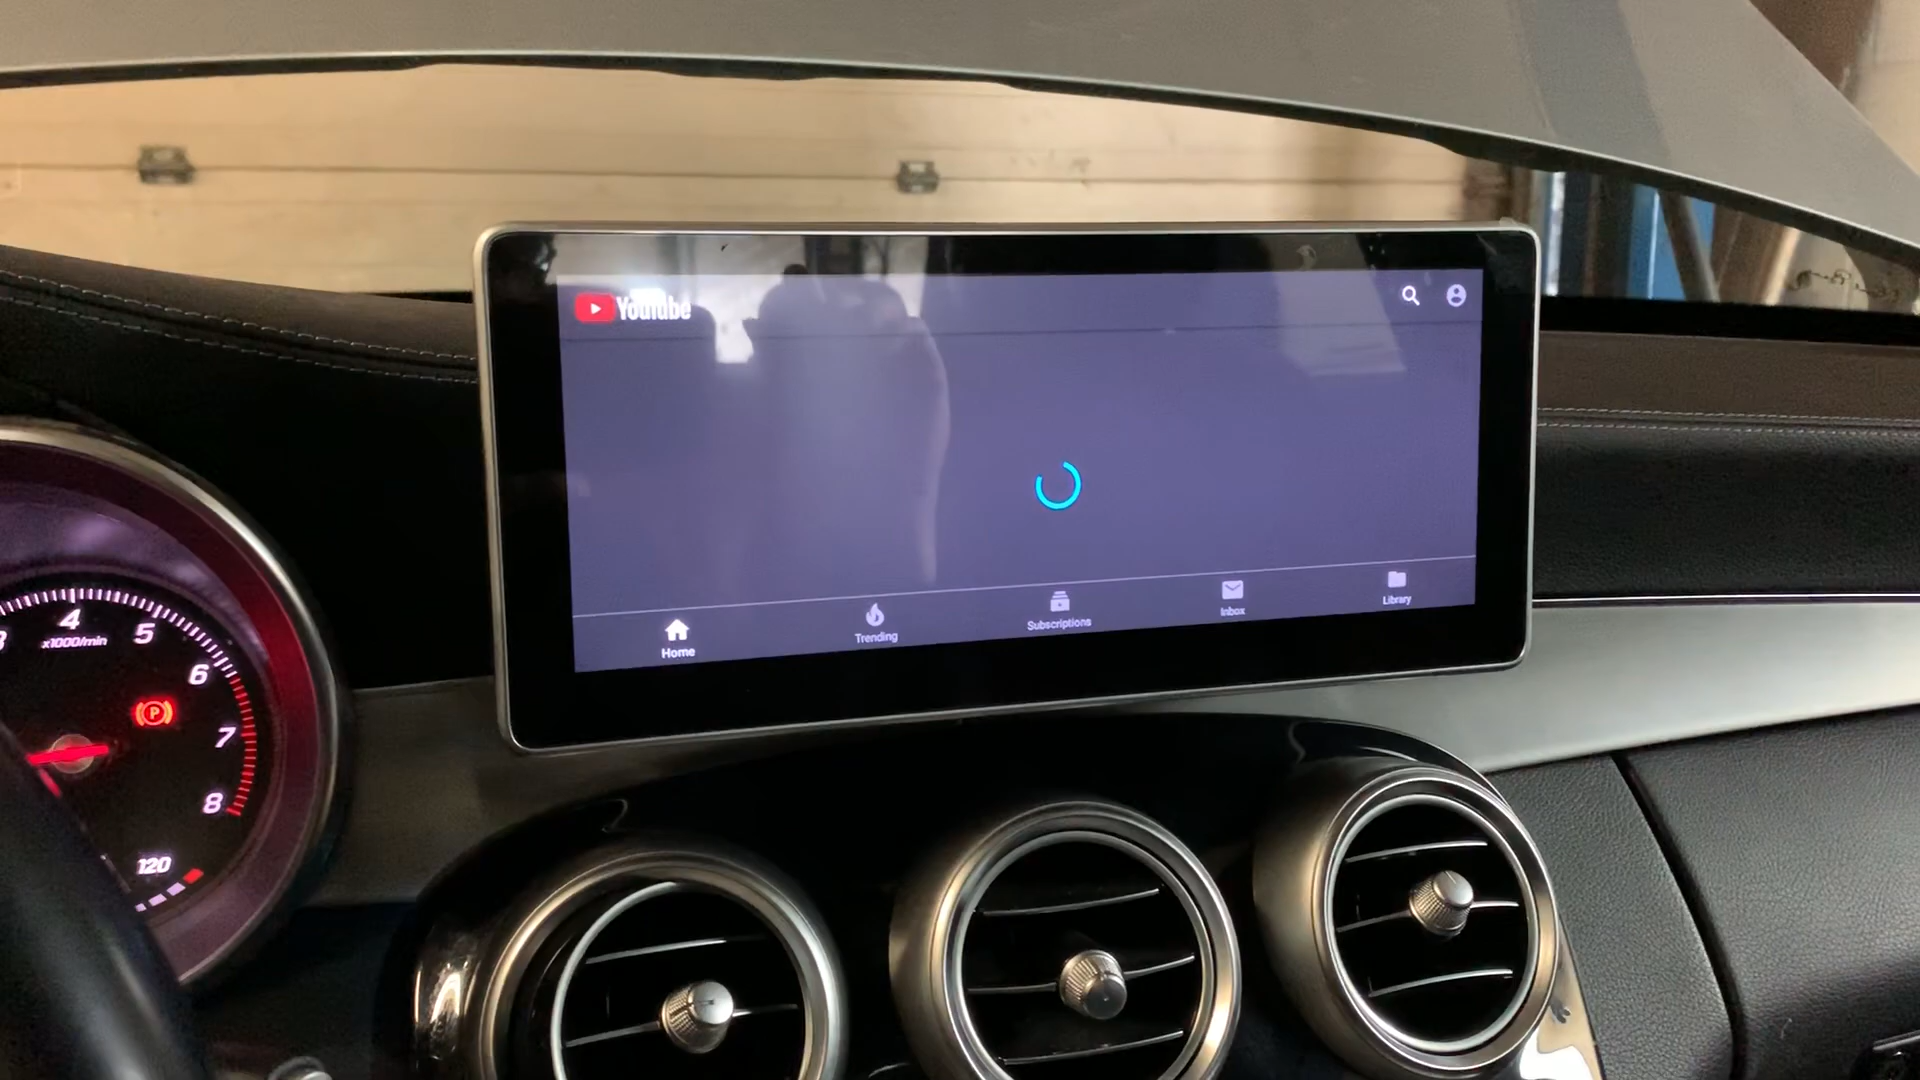 YouTube
Home
Trending
Subscriptions
Inbox
Library
4
x1000/min
5
6
7
8
120
P